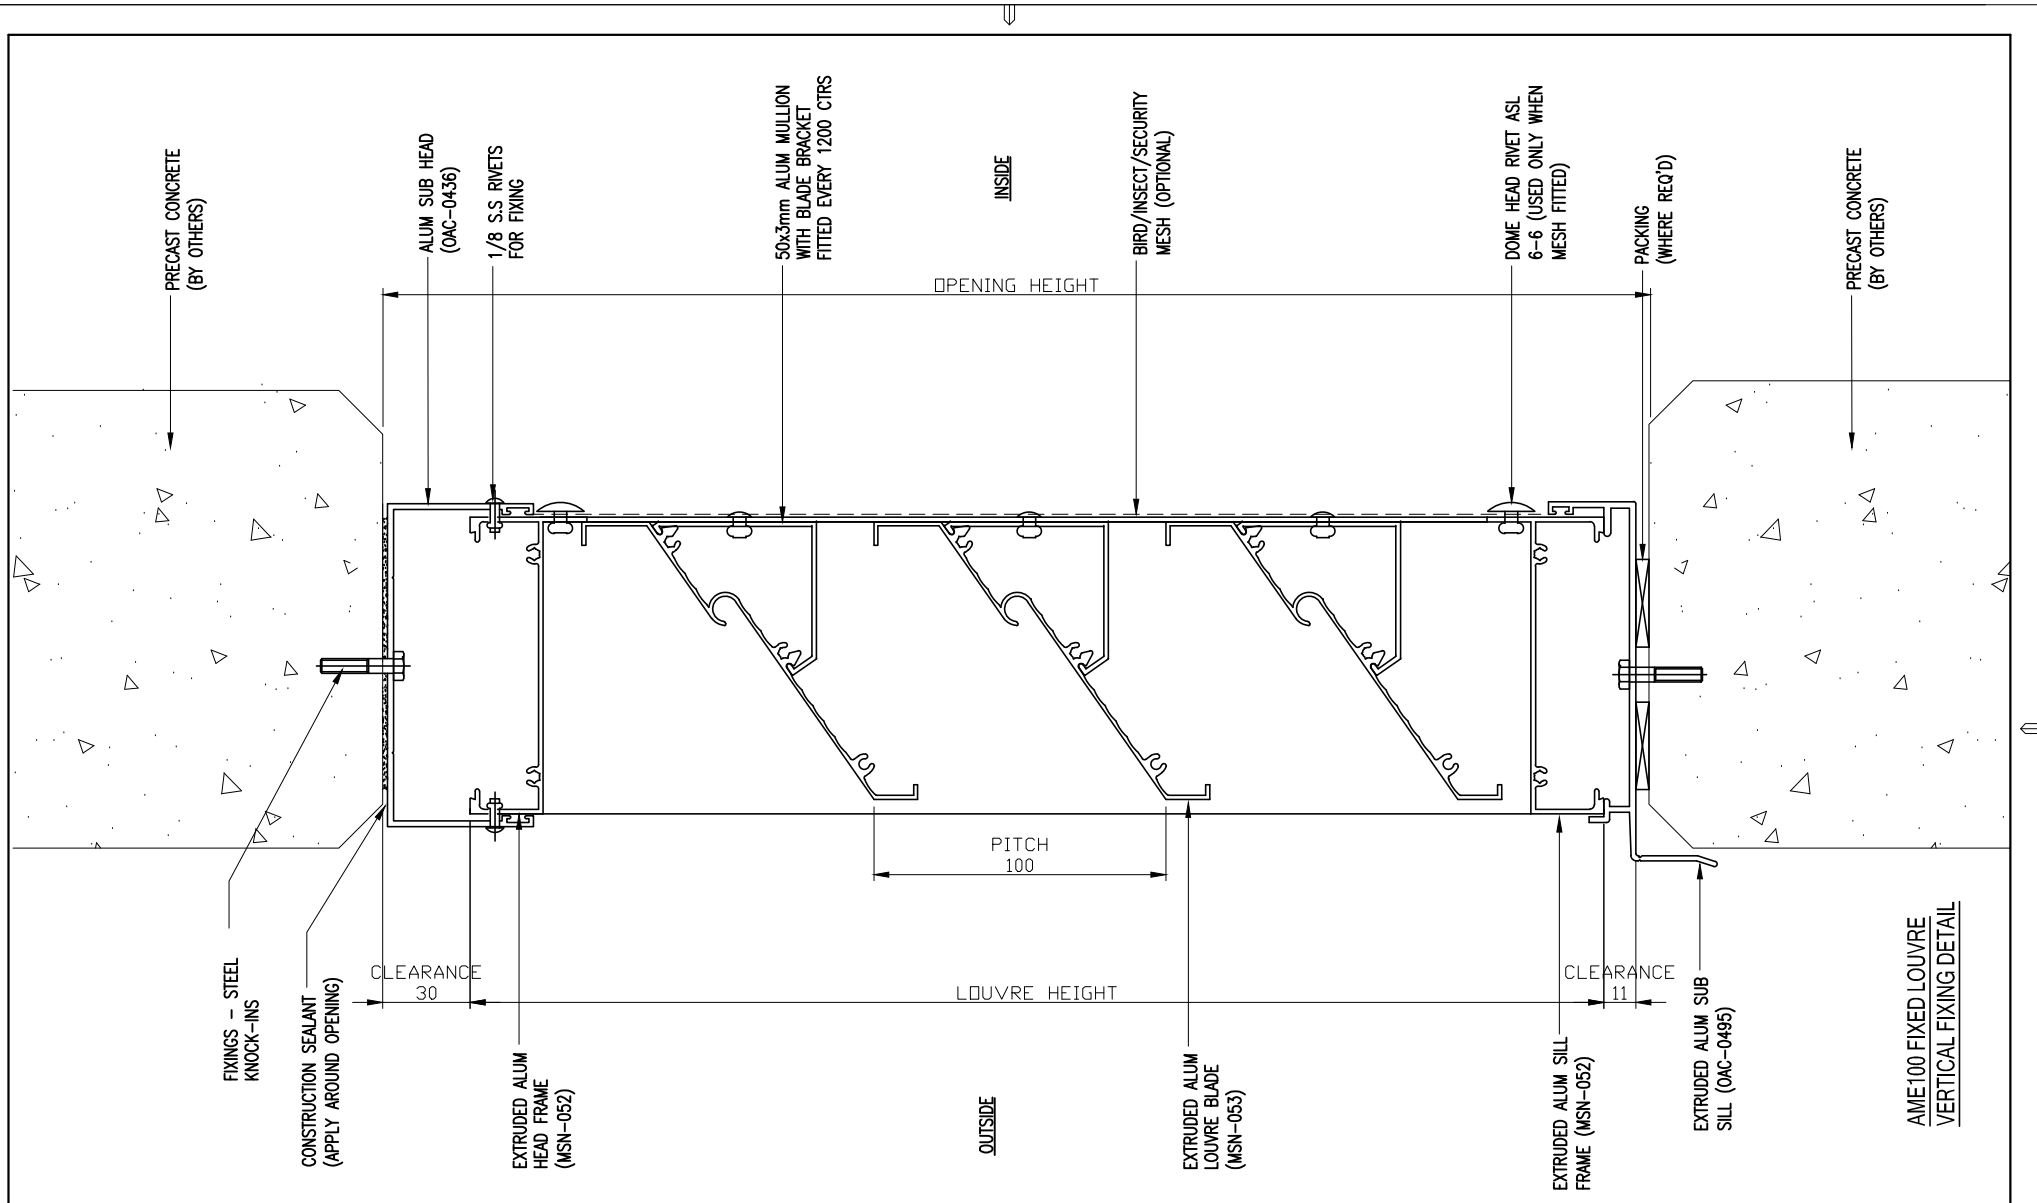 PRECAST CONCRETE
(BY OTHERS)
ALUM SUB HEAD
(OAC-0436)
1/8 S.S RIVETS
FOR FIXING
50x3mm ALUM MULLION
WITH BLADE BRACKET
FITTED EVERY 1200 CTRS
INSIDE
BIRD/INSECT/SECURITY
MESH (OPTIONAL)
DOME HEAD RIVET ASL
6-6 (USED ONLY WHEN
MESH FITTED)
PACKING
(WHERE REQ'D)
PRECAST CONCRETE
(BY OTHERS)
OPENING HEIGHT
PITCH
100
CLEARANCE
30
LOUVRE HEIGHT
CLEARANCE
11
FIXINGS - STEEL
KNOCK-INS
CONSTRUCTION SEALANT
(APPLY AROUND OPENING)
EXTRUDED ALUM
HEAD FRAME
(MSN-052)
OUTSIDE
EXTRUDED ALUM
LOUVRE BLADE
(MSN-053)
EXTRUDED ALUM SILL
FRAME (MSN-052)
EXTRUDED ALUM SUB
SILL (OAC-0495)
AME100 FIXED LOUVRE
VERTICAL FIXING DETAIL